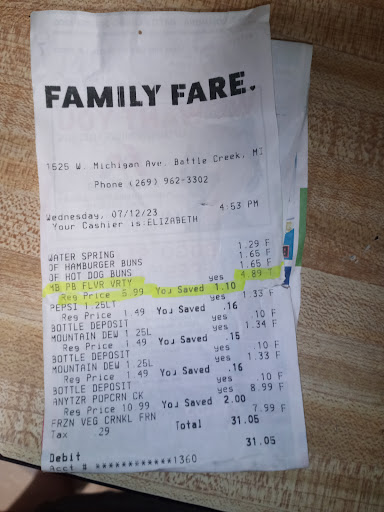 FAMILY FARE.
1525 W. Michigan Ave. Battle Creek, MI
Phone (269) 962-3302
Wednesday, 07/12/23 4:53 PM
Your Cashier is ELIZABETH
WATER SPRING 1.29 F
OF HAMBURGER BUNS 1.65 F
OF HOT DOG BUNS 1.65 F
MB PB FLVR VRTY yes 4.89 T
Reg Price 5.99 You Saved 1.10
PEPSI 1.25LT yes 1.33 F
Reg Price 1.49 You Saved .16
BOTTLE DEPOSIT yes .10 F
MOUNTAIN DEW 1.25L yes 1.34 F
Reg Price 1.49 You Saved .15
BOTTLE DEPOSIT yes .10 F
MOUNTAIN DEW 1.25L yes 1.33 F
Reg Price 1.49 You Saved .16
BOTTLE DEPOSIT yes .10 F
ANYTZR POPCRN CK yes 8.99 F
Reg Price 10.99 You Saved 2.00
FRZN VEG CRNKL FRN 7.99 F
Tax .29 Total 31.05
Debit 31.05
Acct # ************1360